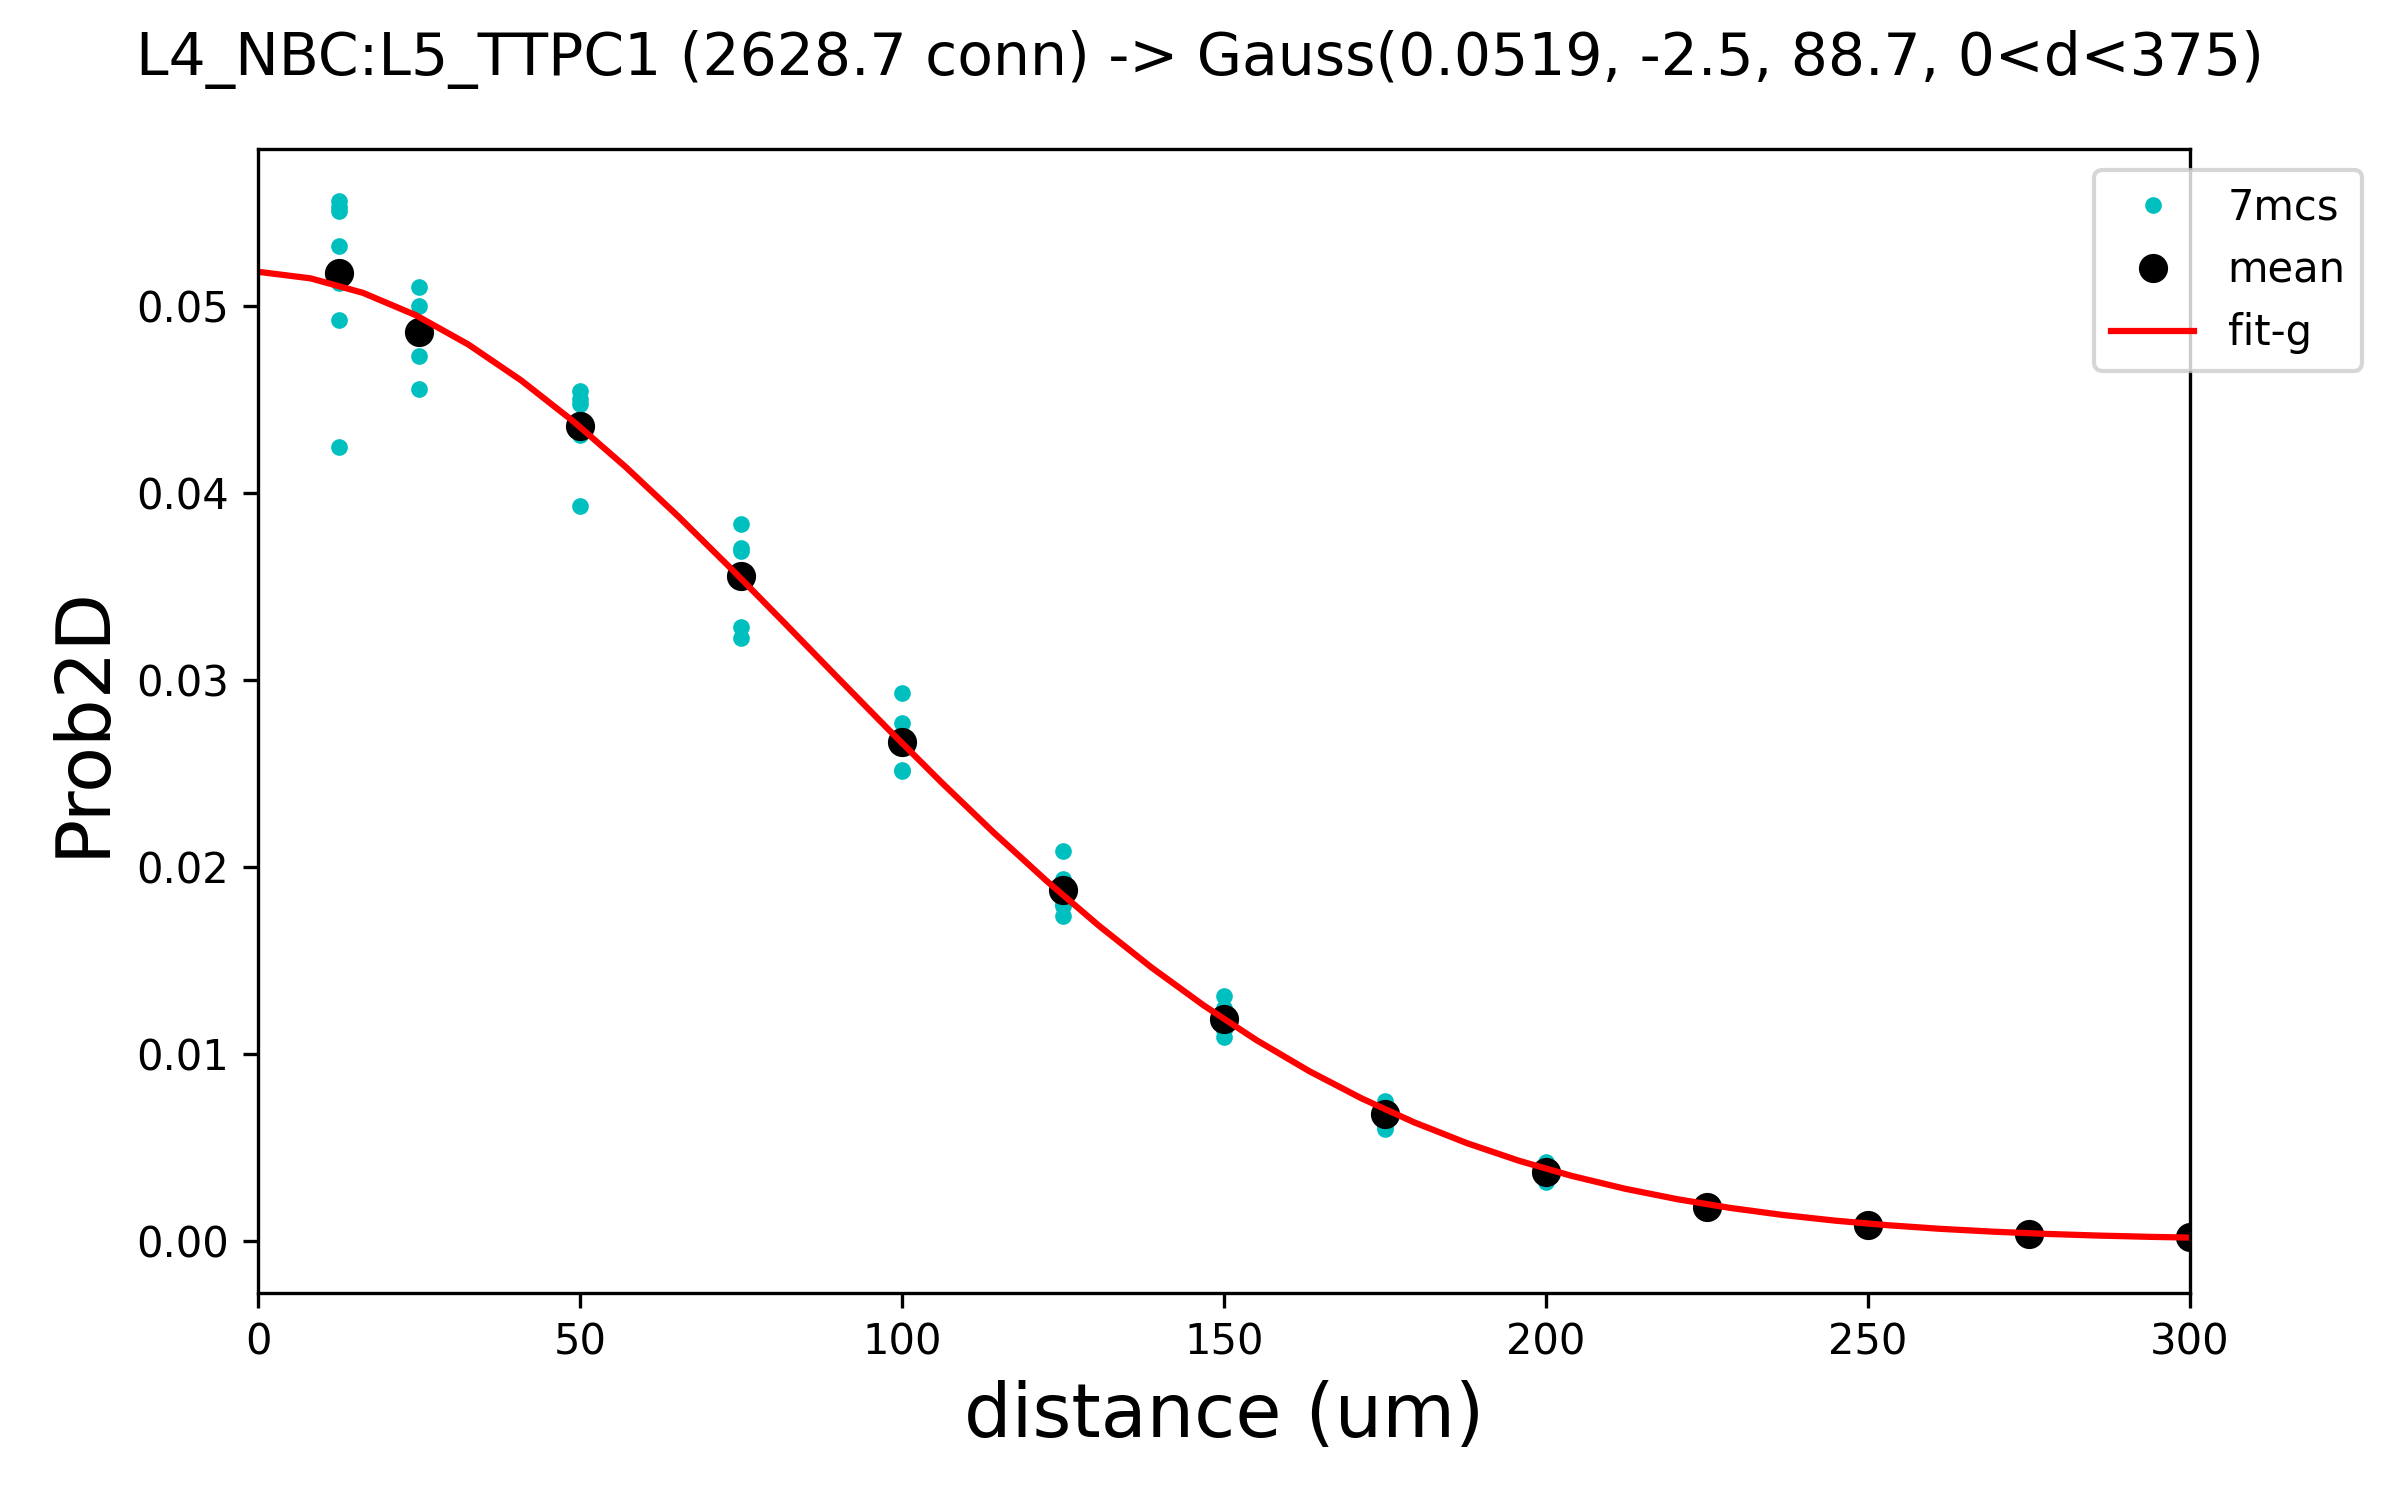 L4_NBC:L5_TTPC1 (2628.7 conn) -> Gauss(0.0519, -2.5, 88.7, 0<d<375)
7mcs
mean
fit-g
Prob2D
0.05
0.04
0.03
0.02
0.01
0.00
0 50 100 150 200 250 300
distance (um)